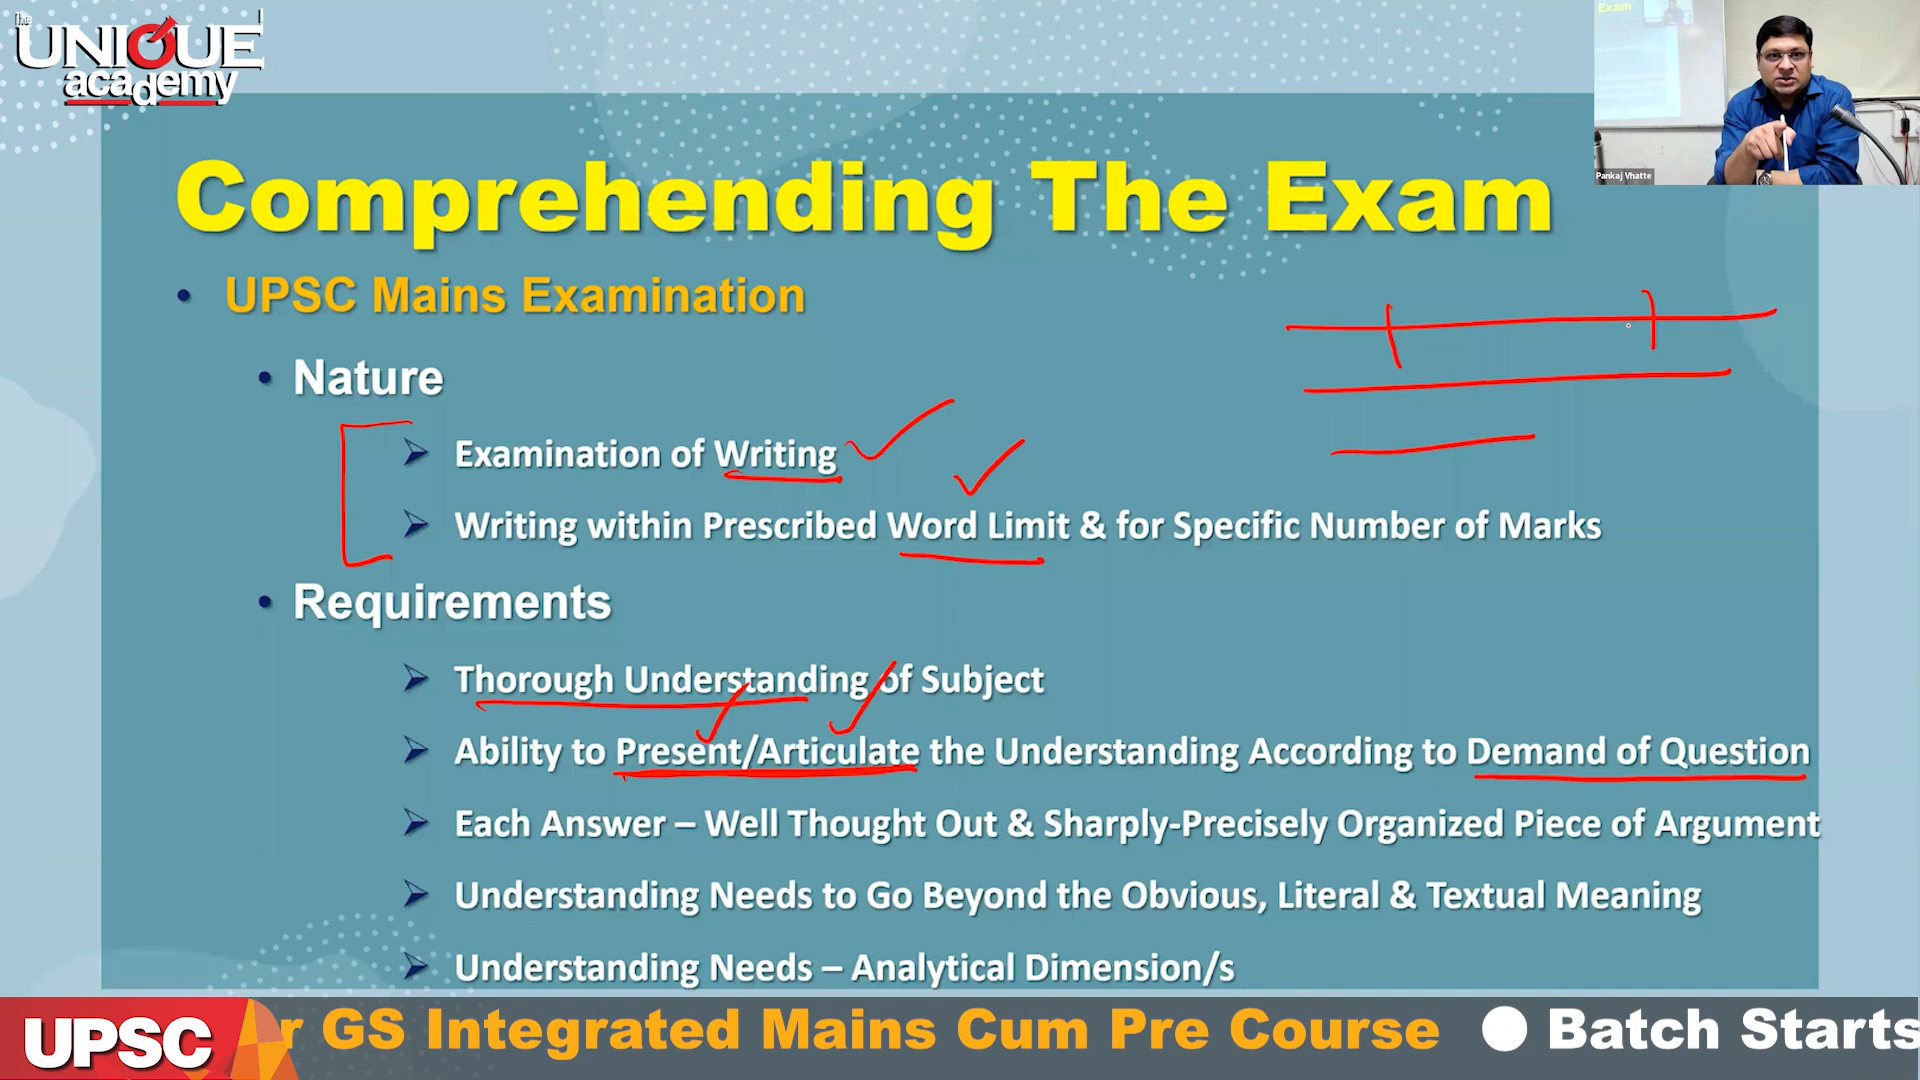 The
UNIQUE
academy
Exam
Pankaj Vhatte
Comprehending The Exam
• UPSC Mains Examination
• Nature
➢ Examination of Writing
➢ Writing within Prescribed Word Limit & for Specific Number of Marks
• Requirements
➢ Thorough Understanding of Subject
➢ Ability to Present/Articulate the Understanding According to Demand of Question
➢ Each Answer – Well Thought Out & Sharply-Precisely Organized Piece of Argument
➢ Understanding Needs to Go Beyond the Obvious, Literal & Textual Meaning
➢ Understanding Needs – Analytical Dimension/s
UPSC r GS Integrated Mains Cum Pre Course ● Batch Starts